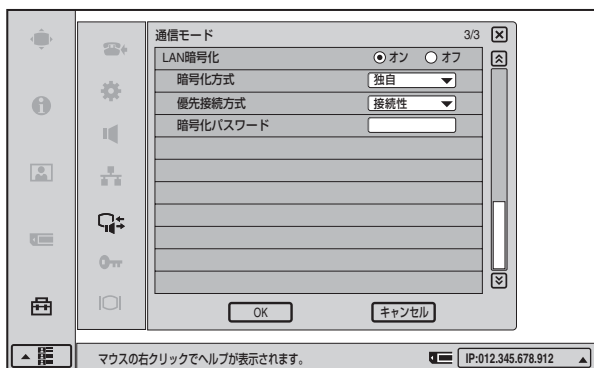 通信モード 3/3
LAN暗号化 オン オフ
暗号化方式 独自
優先接続方式 接続性
暗号化パスワード
OK キャンセル
マウスの右クリックでヘルプが表示されます。 IP:012.345.678.912